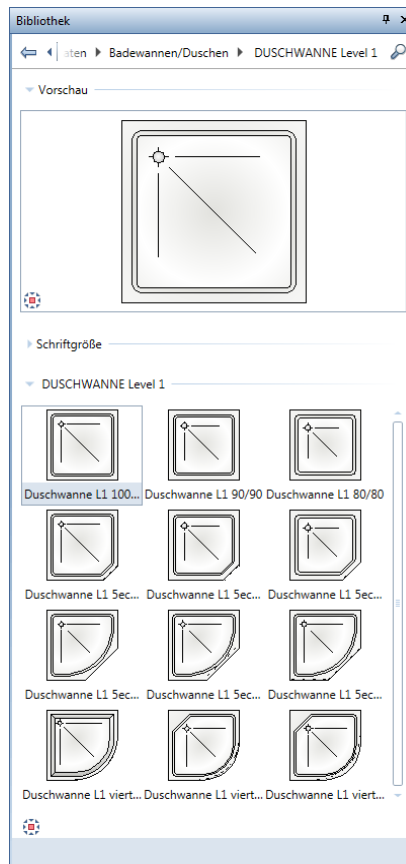 Bibliothek
ten Badewannen/Duschen DUSCHWANNE Level 1
Vorschau
Schriftgröße
DUSCHWANNE Level 1
Duschwanne L1 100... Duschwanne L1 90/90 Duschwanne L1 80/80
Duschwanne L1 5ec... Duschwanne L1 5ec... Duschwanne L1 5ec...
Duschwanne L1 5ec... Duschwanne L1 5ec... Duschwanne L1 5ec...
Duschwanne L1 viert... Duschwanne L1 viert... Duschwanne L1 viert...